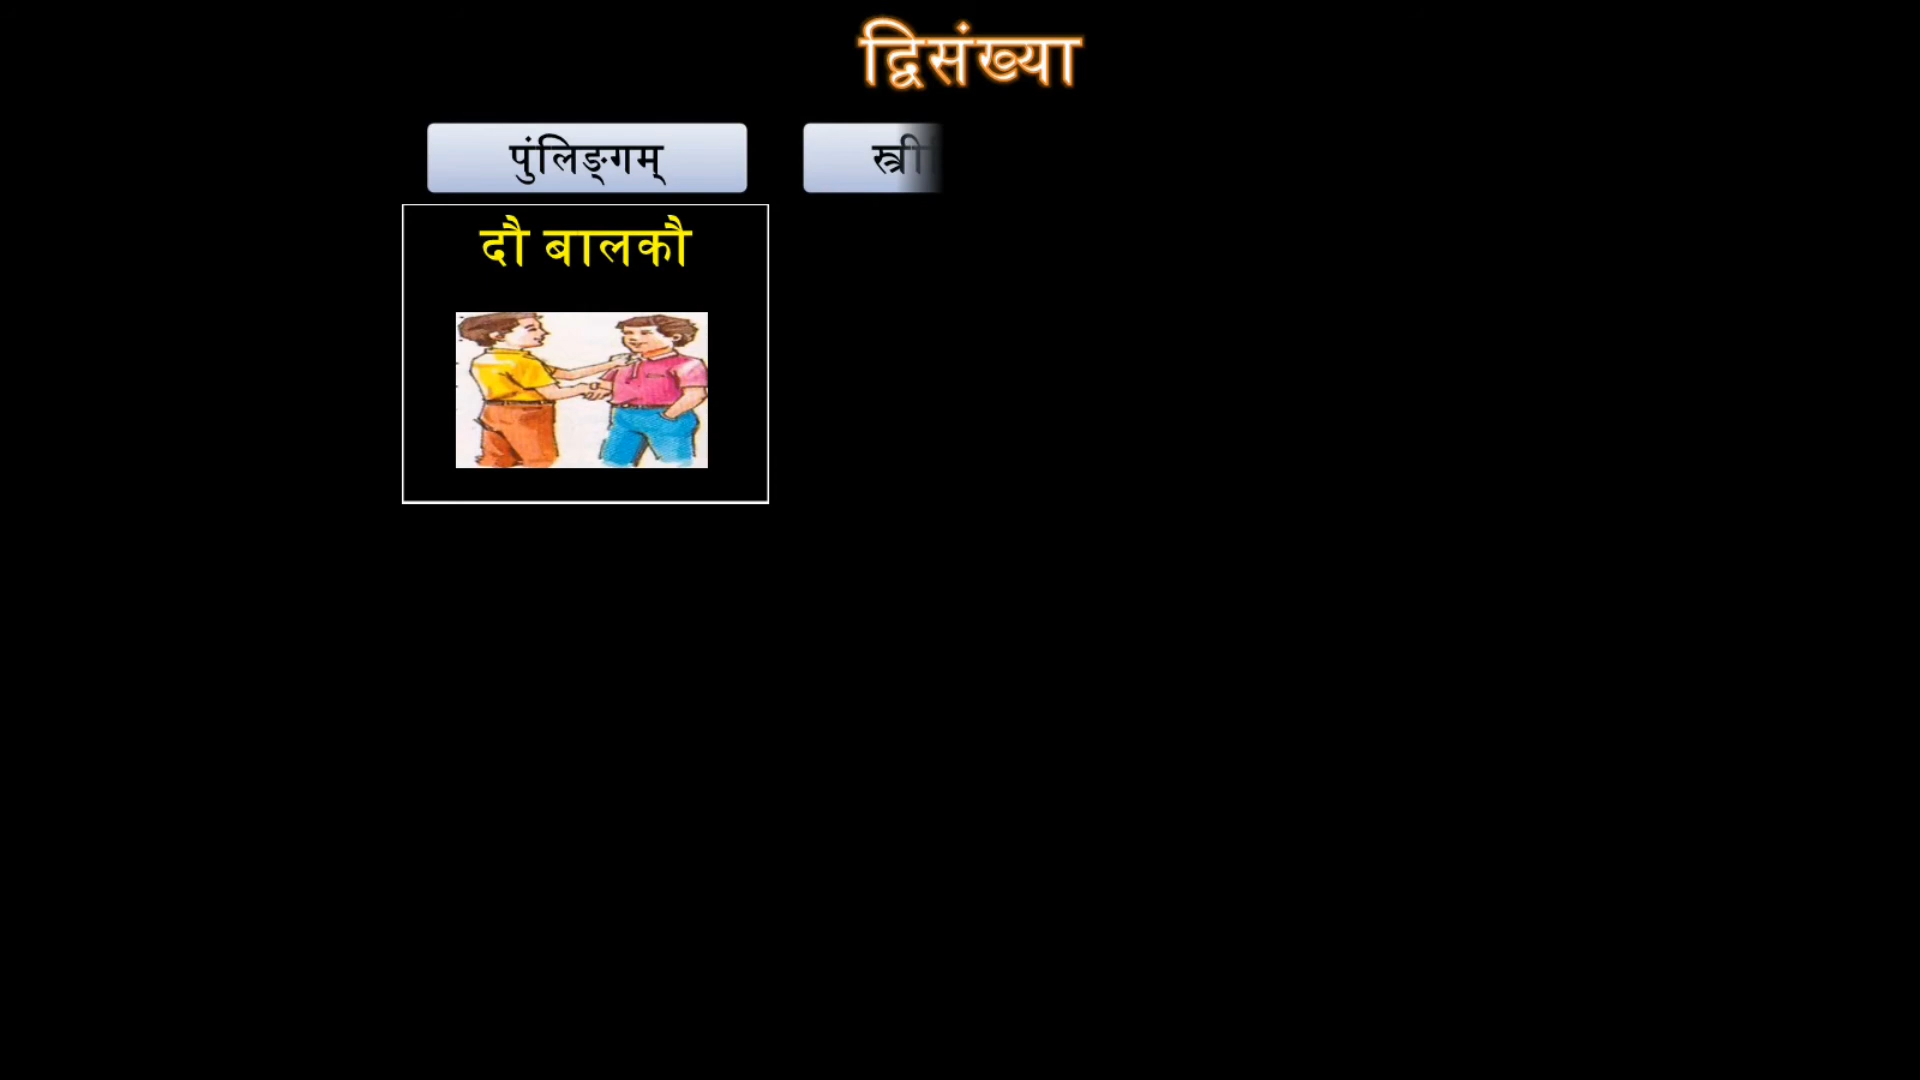 द्विसंख्या
पुंलिङ्गम्
स्त्री
दौ बालकौ